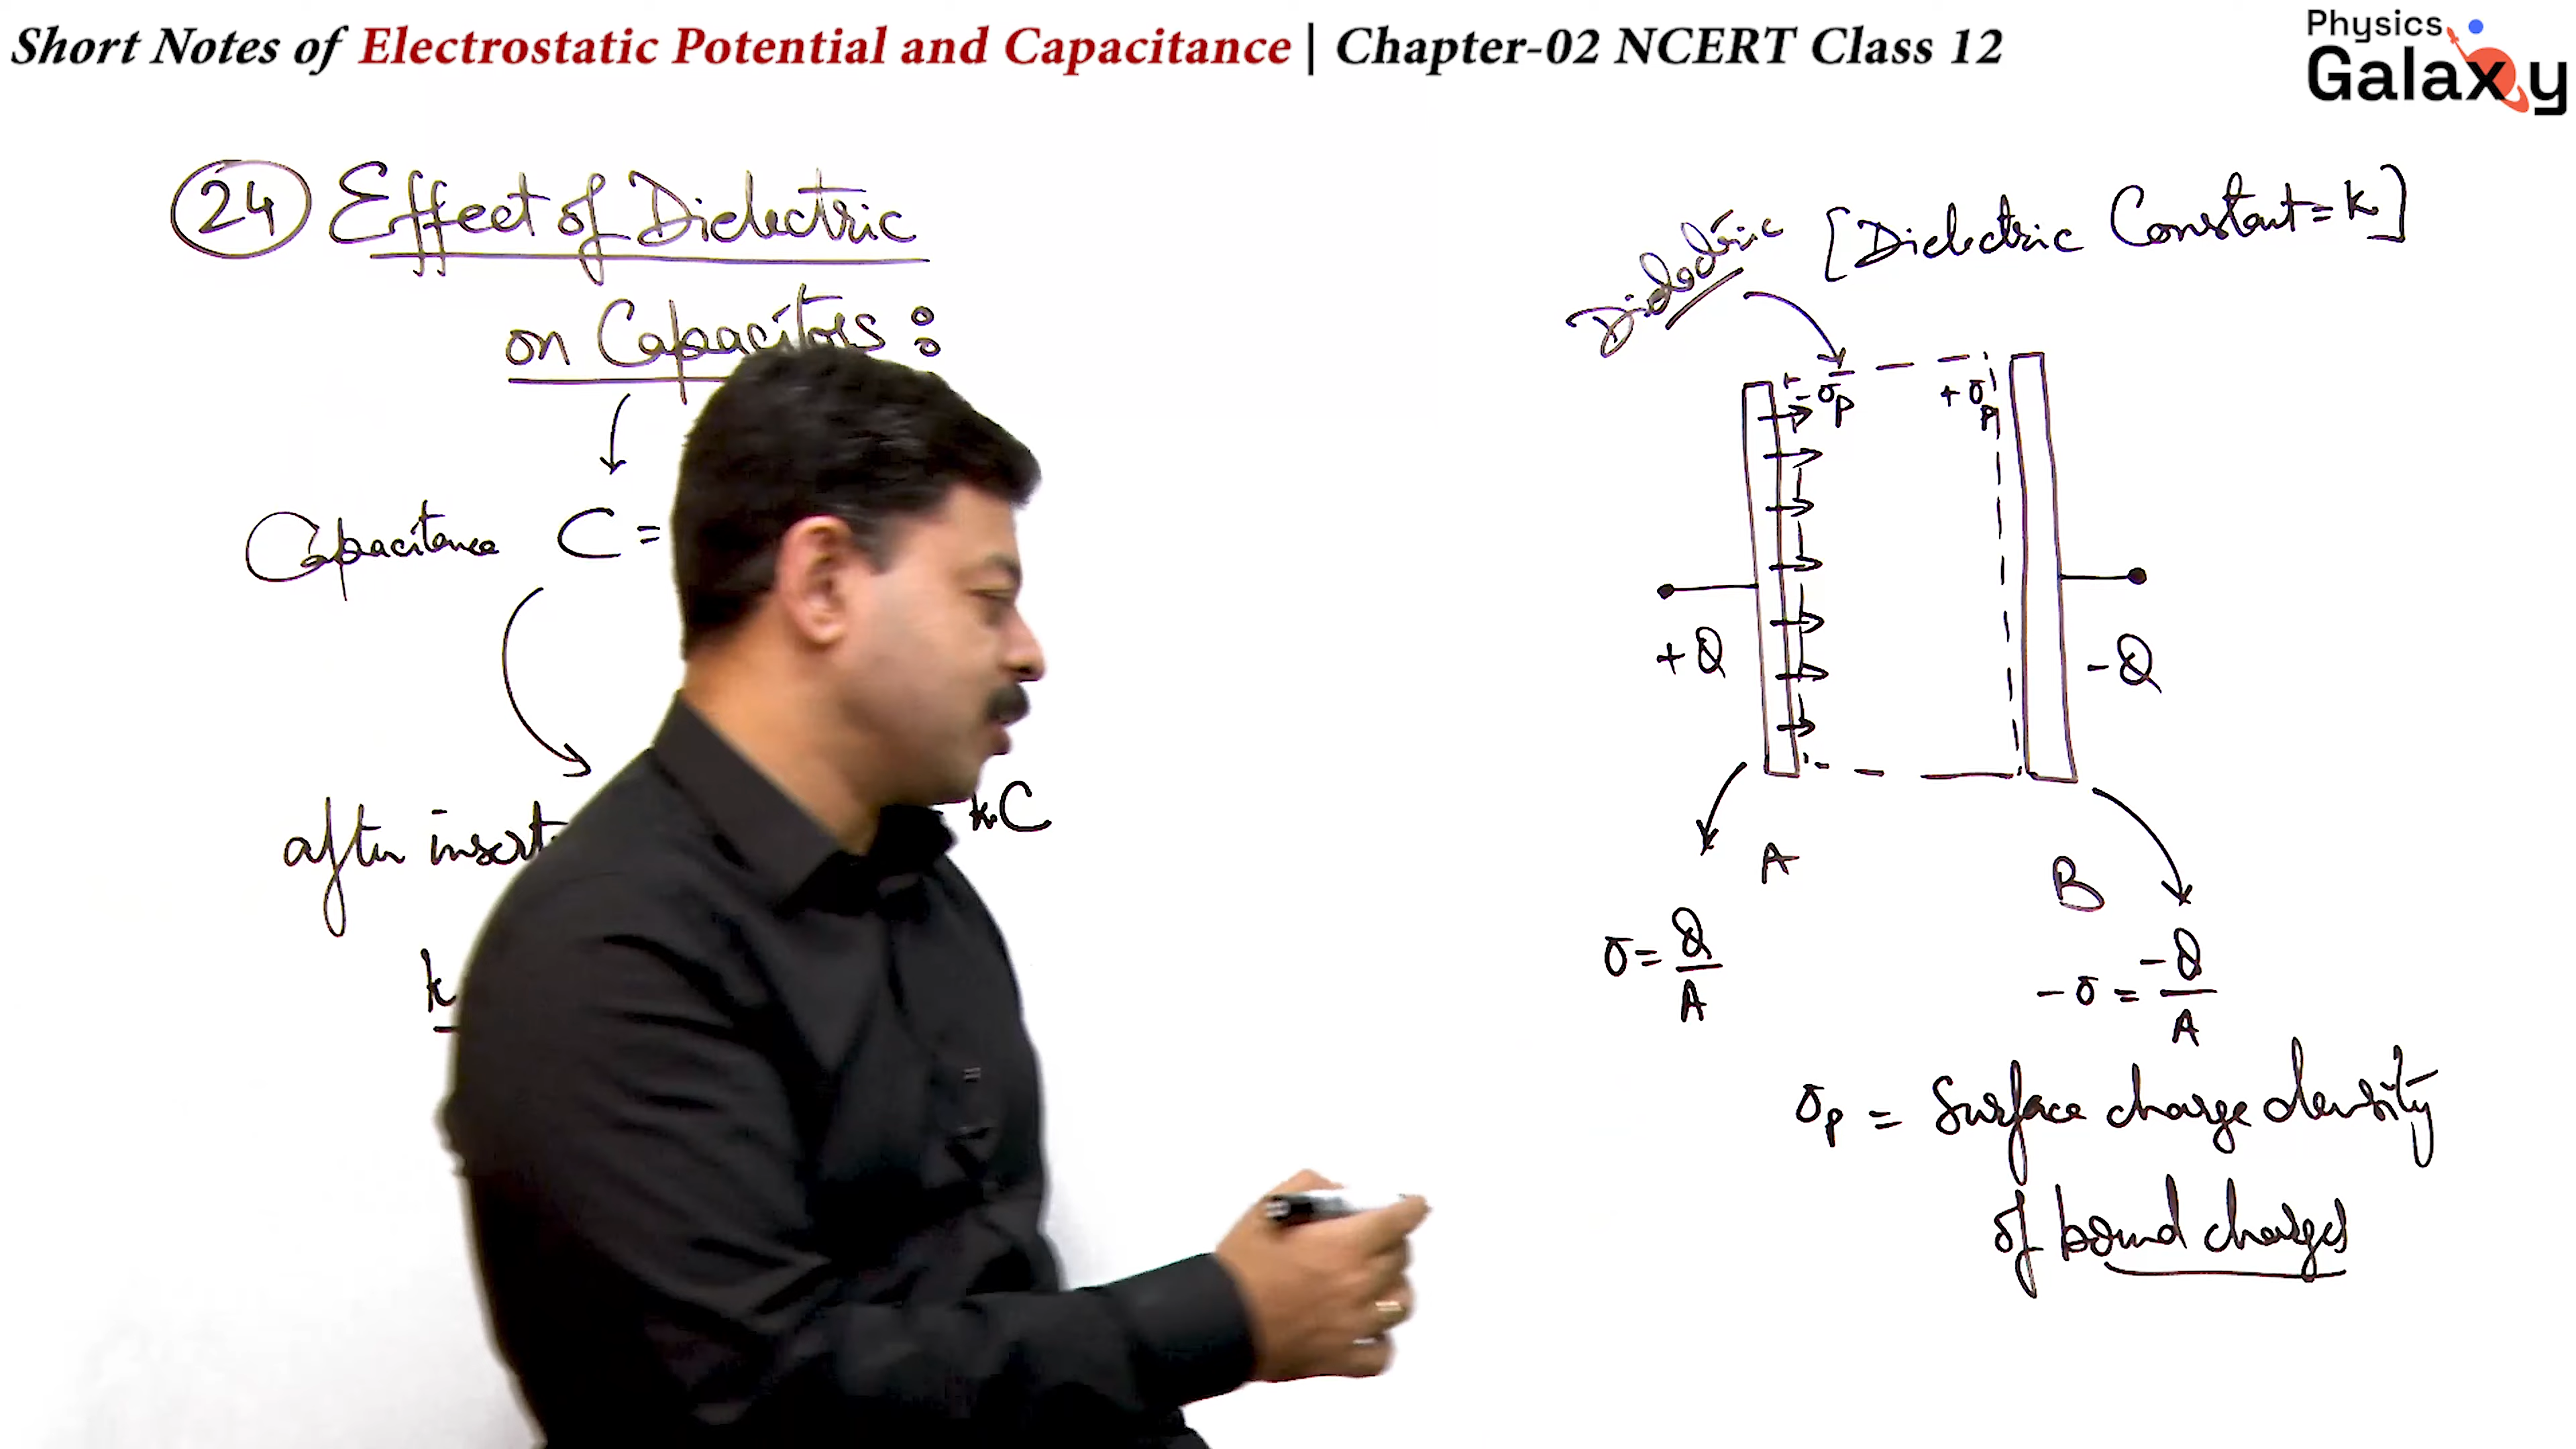 Short Notes of Electrostatic Potential and Capacitance | Chapter-02 NCERT Class 12
Physics
Galaxy
24 Effect of Dielectric
on Capacitors :
Capacitance C =
after insert
kC
k
Dielectric [Dielectric Constant = k]
- σp + σp
+Q -Q
A B
σ = Q/A
-σ = -Q/A
σp = Surface charge density
of bound charges